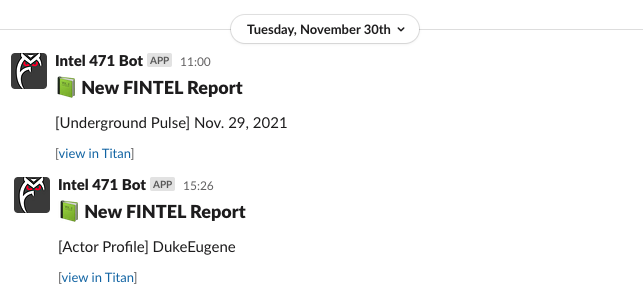 Tuesday, November 30th
Intel 471 Bot APP 11:00
New FINTEL Report
[Underground Pulse] Nov. 29, 2021
[view in Titan]
Intel 471 Bot APP 15:26
New FINTEL Report
[Actor Profile] DukeEugene
[view in Titan]